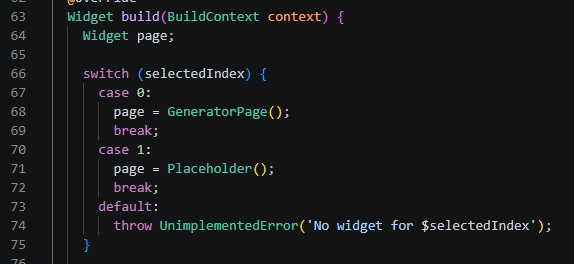 @override
63 Widget build(BuildContext context) {
64   Widget page;
65
66   switch (selectedIndex) {
67     case 0:
68       page = GeneratorPage();
69       break;
70     case 1:
71       page = Placeholder();
72       break;
73     default:
74       throw UnimplementedError('No widget for $selectedIndex');
75   }
76